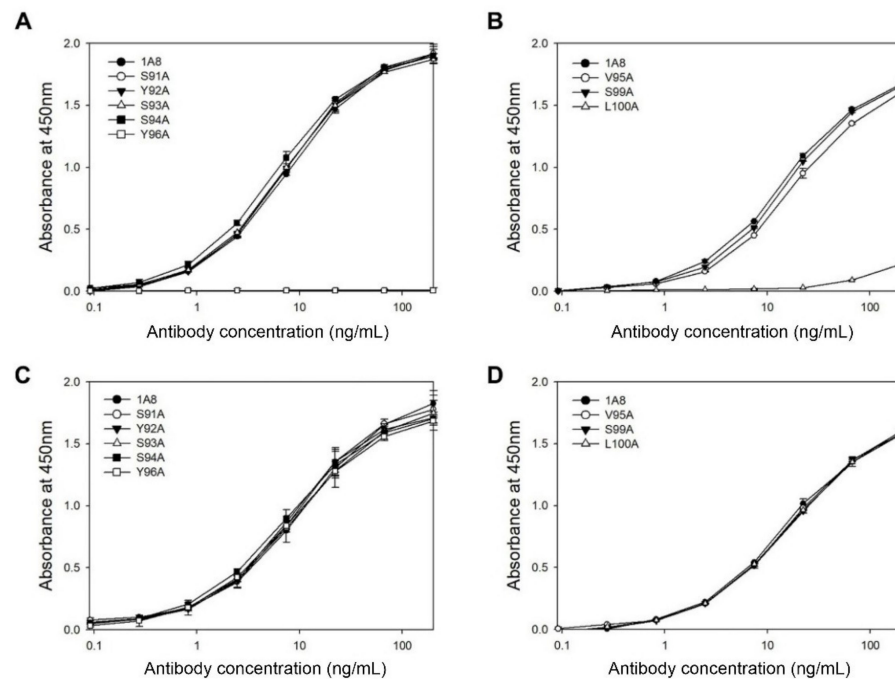 A
Absorbance at 450nm
2.0
1.5
1.0
0.5
0.0
1A8
S91A
Y92A
S93A
S94A
Y96A
0.1 1 10 100
Antibody concentration (ng/mL)
B
Absorbance at 450nm
2.0
1.5
1.0
0.5
0.0
1A8
V95A
S99A
L100A
0.1 1 10 100
Antibody concentration (ng/mL)
C
Absorbance at 450nm
2.0
1.5
1.0
0.5
0.0
1A8
S91A
Y92A
S93A
S94A
Y96A
0.1 1 10 100
Antibody concentration (ng/mL)
D
Absorbance at 450nm
2.0
1.5
1.0
0.5
0.0
1A8
V95A
S99A
L100A
0.1 1 10 100
Antibody concentration (ng/mL)